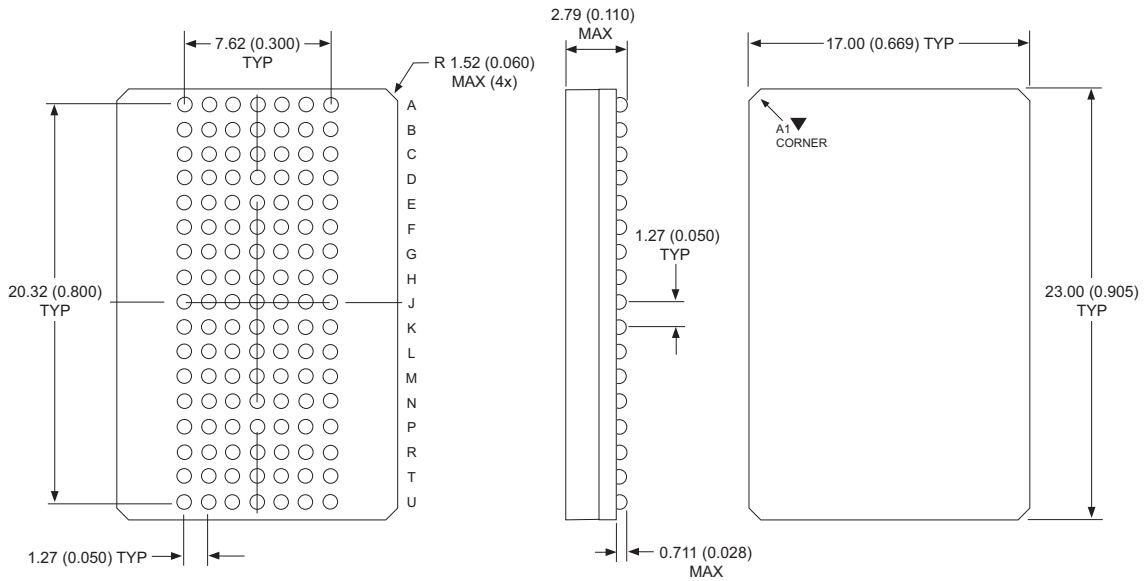 7.62 (0.300)
TYP
R 1.52 (0.060)
MAX (4x)
A
B
C
D
E
F
G
H
J
K
L
M
N
P
R
T
U
20.32 (0.800)
TYP
1.27 (0.050) TYP
2.79 (0.110)
MAX
1.27 (0.050)
TYP
0.711 (0.028)
MAX
17.00 (0.669) TYP
A1
CORNER
23.00 (0.905)
TYP